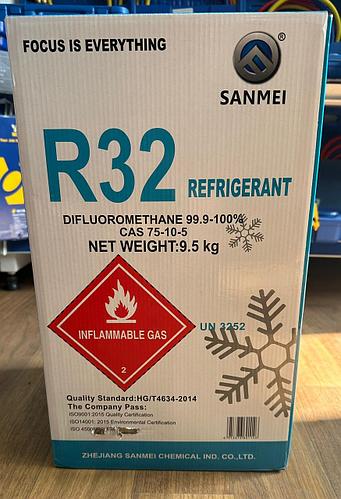 FOCUS IS EVERYTHING
®
SANMEI
R32 REFRIGERANT
DIFLUOROMETHANE 99.9-100%
CAS 75-10-5
NET WEIGHT:9.5 kg
INFLAMMABLE GAS
2
UN 3252
Quality Standard:HG/T4634-2014
The Company Pass:
ISO9001:2015 Quality Certification
ISO14001: 2015 Environmental Certification
ZHEJIANG SANMEI CHEMICAL IND. CO.,LTD.